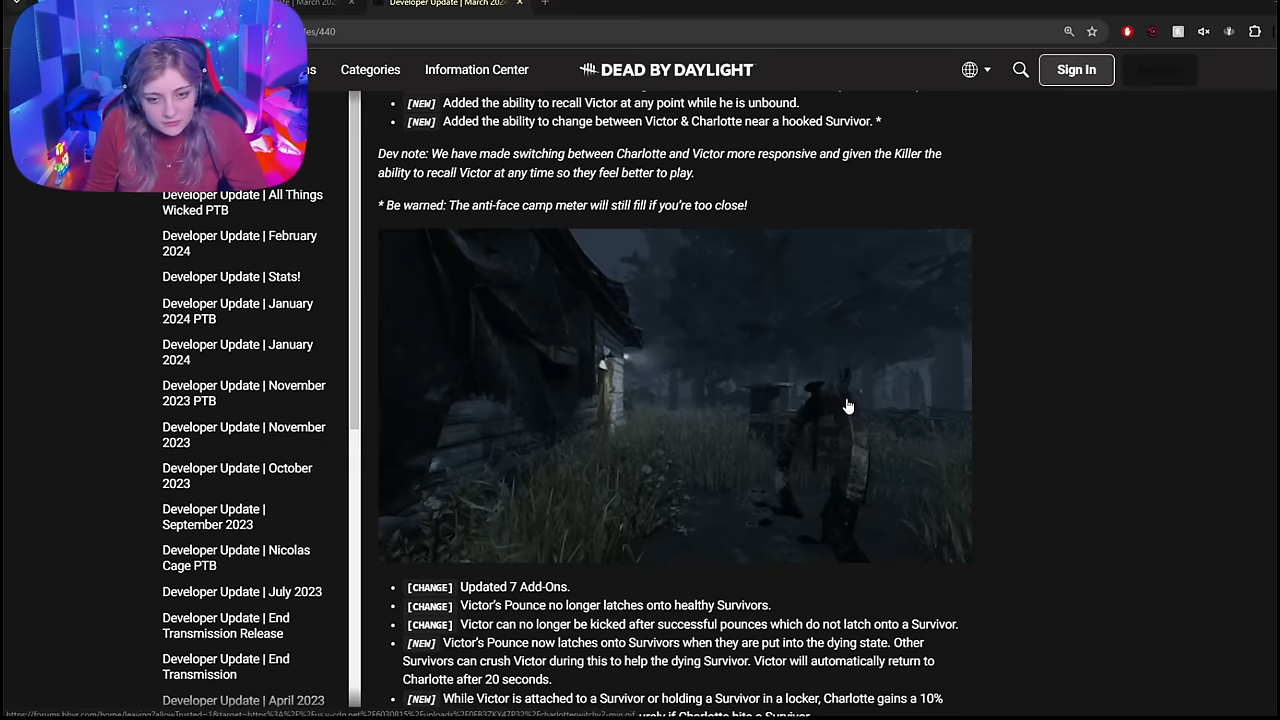 Developer Update | March 202
les/440
Categories
Information Center
DEAD BY DAYLIGHT
Sign In
Developer Update | All Things
Wicked PTB
Developer Update | February
2024
Developer Update | Stats!
Developer Update | January
2024 PTB
Developer Update | January
2024
Developer Update | November
2023 PTB
Developer Update | November
2023
Developer Update | October
2023
Developer Update |
September 2023
Developer Update | Nicolas
Cage PTB
Developer Update | July 2023
Developer Update | End
Transmission Release
Developer Update | End
Transmission
Developer Update | April 2023
[NEW] Added the ability to recall Victor at any point while he is unbound.
[NEW] Added the ability to change between Victor & Charlotte near a hooked Survivor. *
Dev note: We have made switching between Charlotte and Victor more responsive and given the Killer the
ability to recall Victor at any time so they feel better to play.
* Be warned: The anti-face camp meter will still fill if you're too close!
[CHANGE] Updated 7 Add-Ons.
[CHANGE] Victor's Pounce no longer latches onto healthy Survivors.
[CHANGE] Victor can no longer be kicked after successful pounces which do not latch onto a Survivor.
[NEW] Victor's Pounce now latches onto Survivors when they are put into the dying state. Other
Survivors can crush Victor during this to help the dying Survivor. Victor will automatically return to
Charlotte after 20 seconds.
[NEW] While Victor is attached to a Survivor or holding a Survivor in a locker, Charlotte gains a 10%